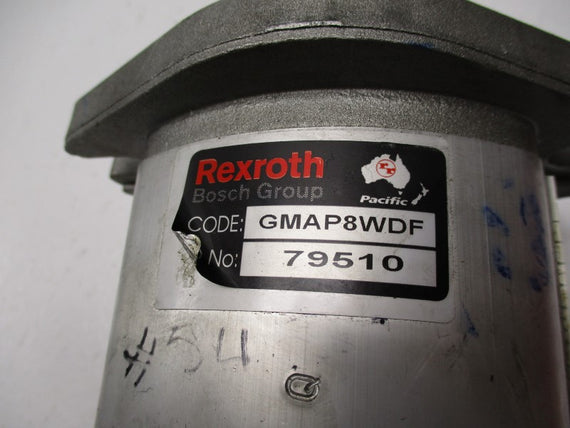 Rexroth
Bosch Group
Pacific
CODE: GMAP8WDF
No: 79510
#54